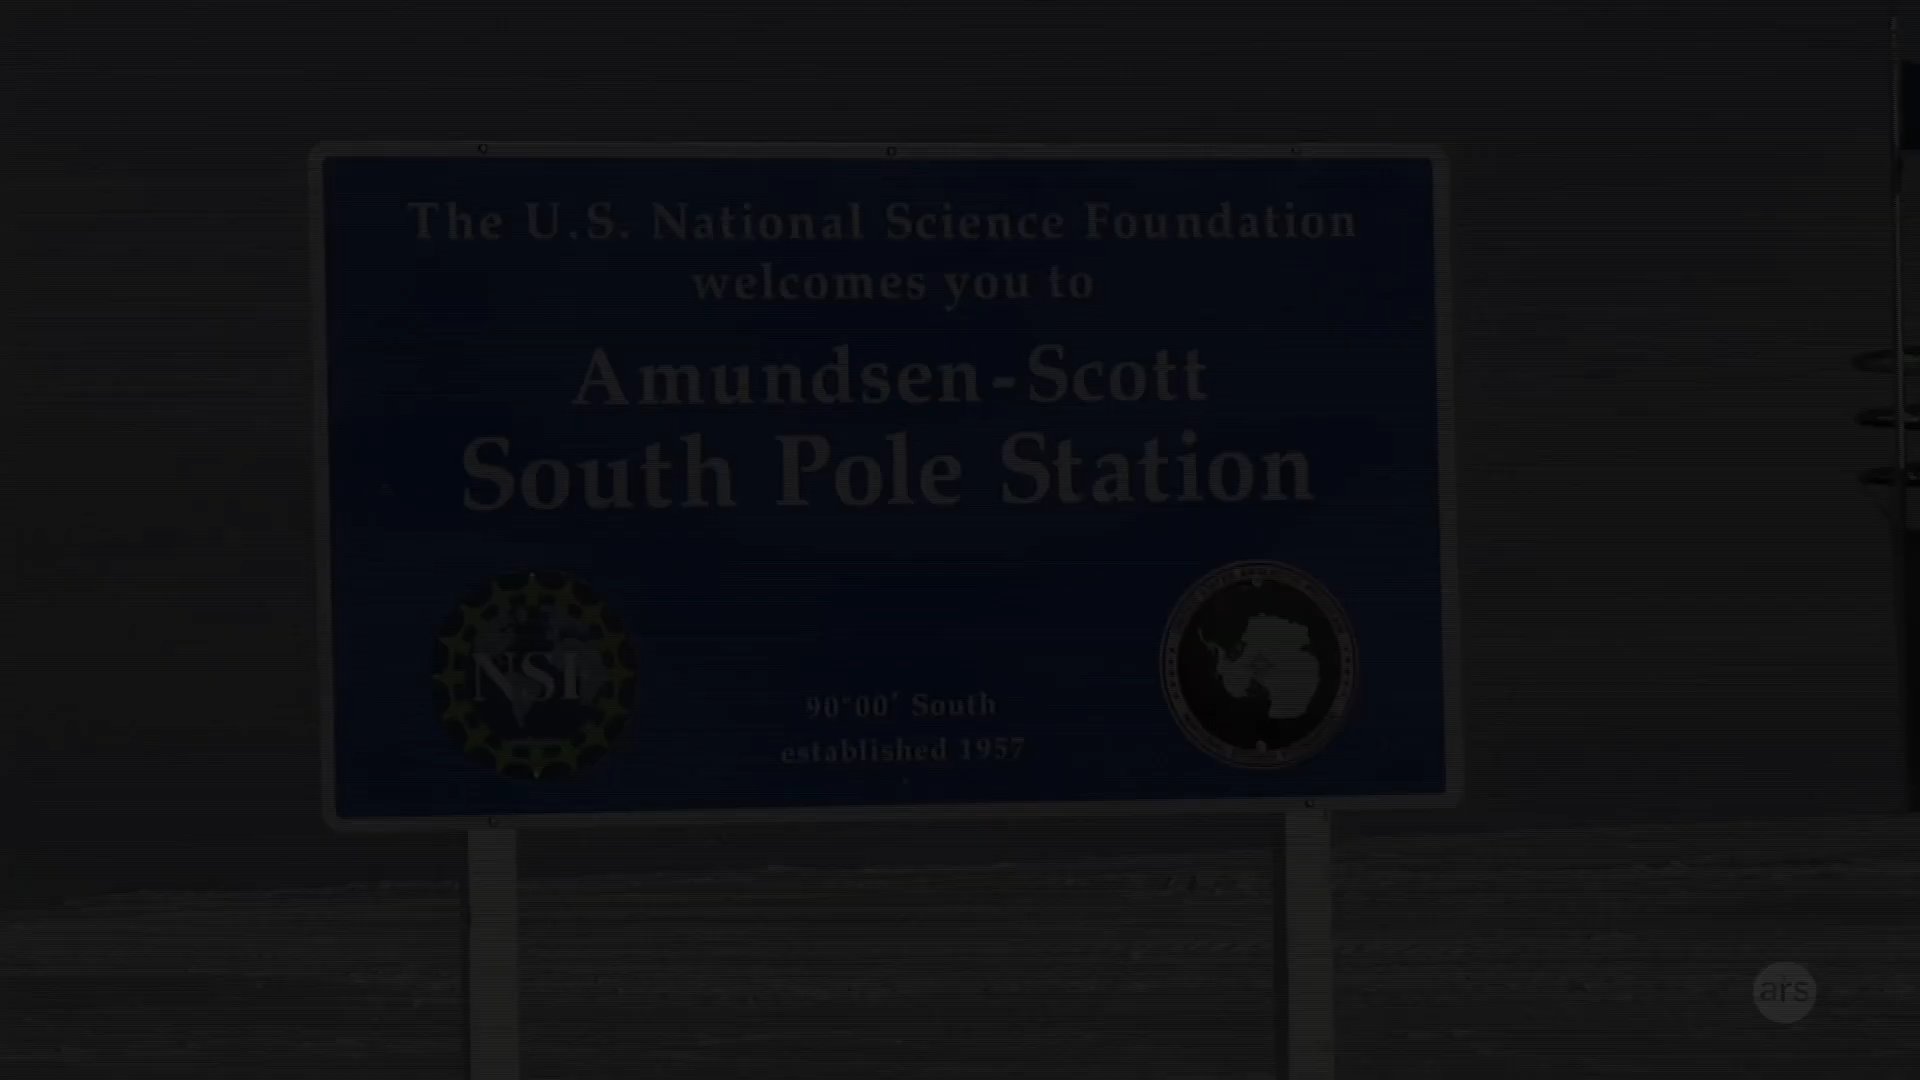 The U.S. National Science Foundation
welcomes you to
Amundsen-Scott
South Pole Station
NSF
90°00' South
established 1957
ars